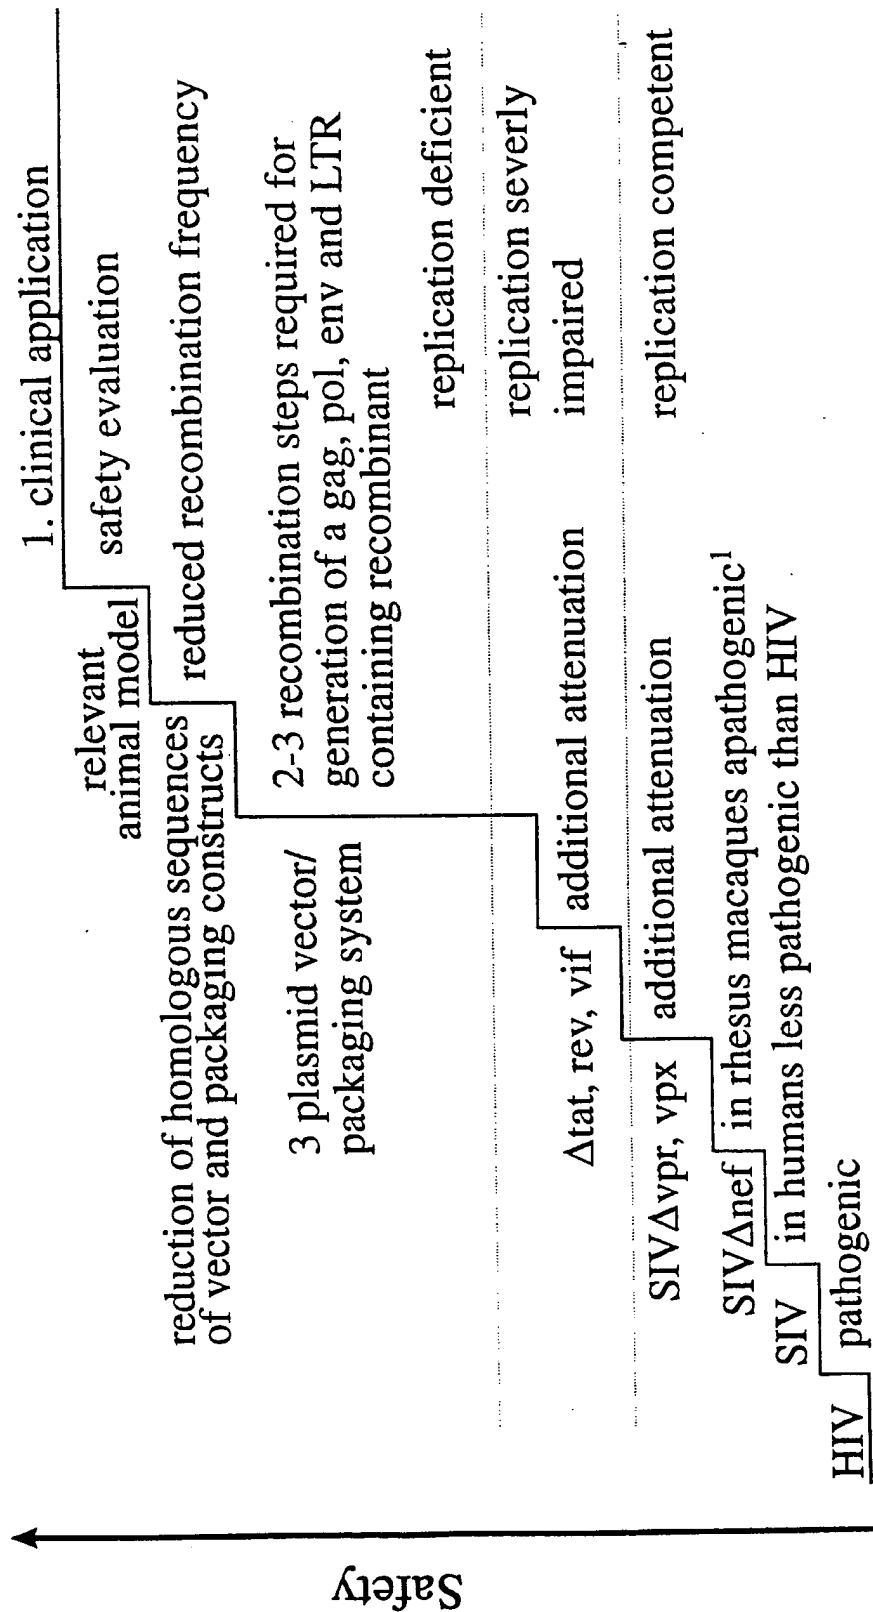 1. clinical application
relevant
animal model
safety evaluation
reduction of homologous sequences
of vector and packaging constructs
reduced recombination frequency
3 plasmid vector/
packaging system
2-3 recombination steps required for
generation of a gag, pol, env and LTR
containing recombinant
replication deficient
Δtat, rev, vif
additional attenuation
replication severly
impaired
SIVΔvpr, vpx
additional attenuation
replication competent
SIVΔnef
in rhesus macaques apathogenic¹
SIV
in humans less pathogenic than HIV
HIV
pathogenic
Safety